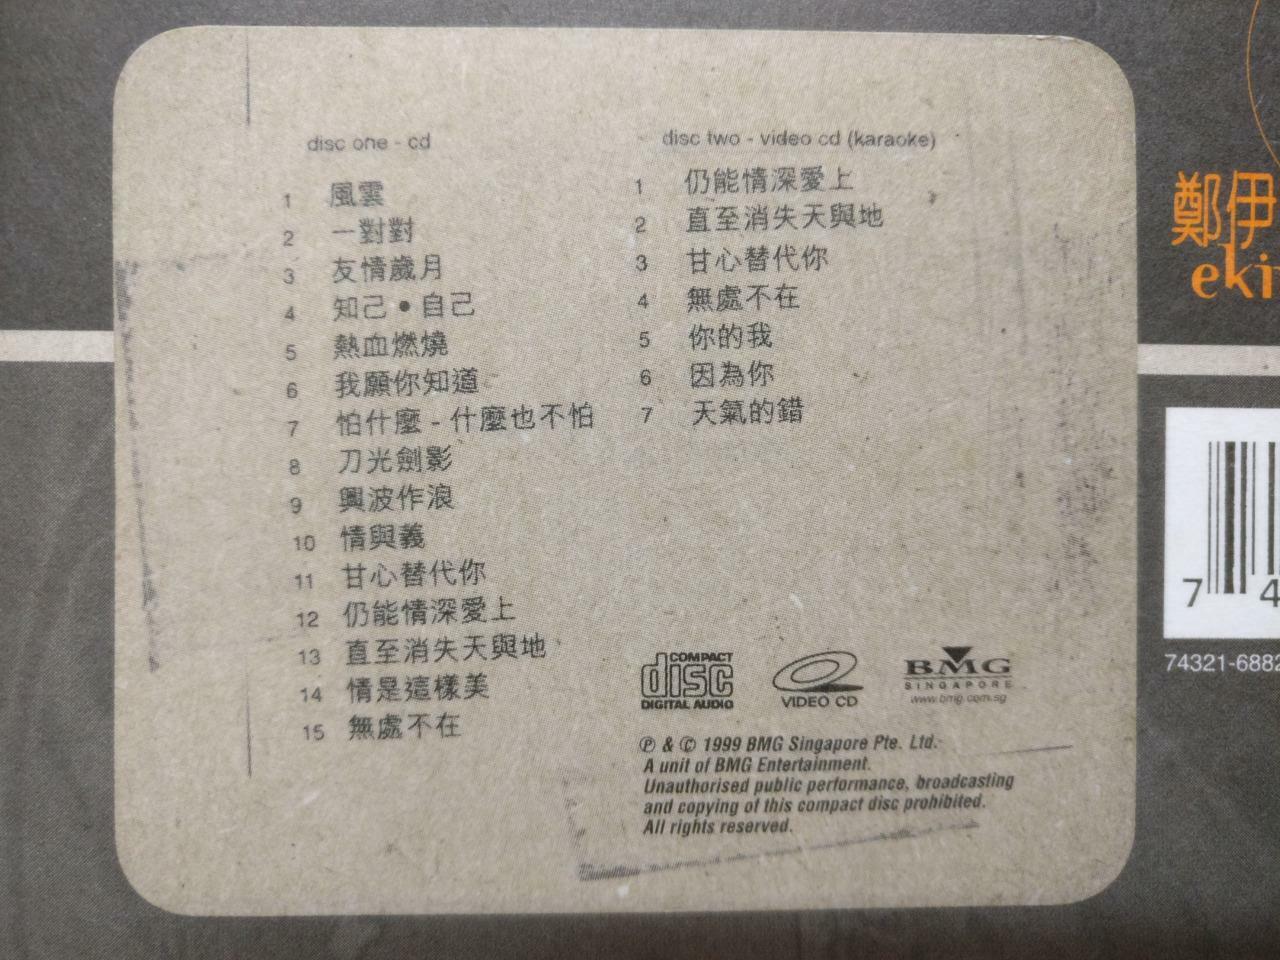 disc one - cd
1 風雲
2 一對對
3 友情歲月
4 知己•自己
5 熱血燃燒
6 我願你知道
7 怕什麼 - 什麼也不怕
8 刀光劍影
9 興波作浪
10 情與義
11 甘心替代你
12 仍能情深愛上
13 直至消失天與地
14 情是這樣美
15 無處不在
disc two - video cd (karaoke)
1 仍能情深愛上
2 直至消失天與地
3 甘心替代你
4 無處不在
5 你的我
6 因為你
7 天氣的錯
COMPACT
disc
DIGITAL AUDIO
VIDEO CD
BMG
SINGAPORE
www.bmg.com.sg
℗ & © 1999 BMG Singapore Pte. Ltd.
A unit of BMG Entertainment.
Unauthorised public performance, broadcasting
and copying of this compact disc prohibited.
All rights reserved.
鄭伊
eki
7 4
74321-6882